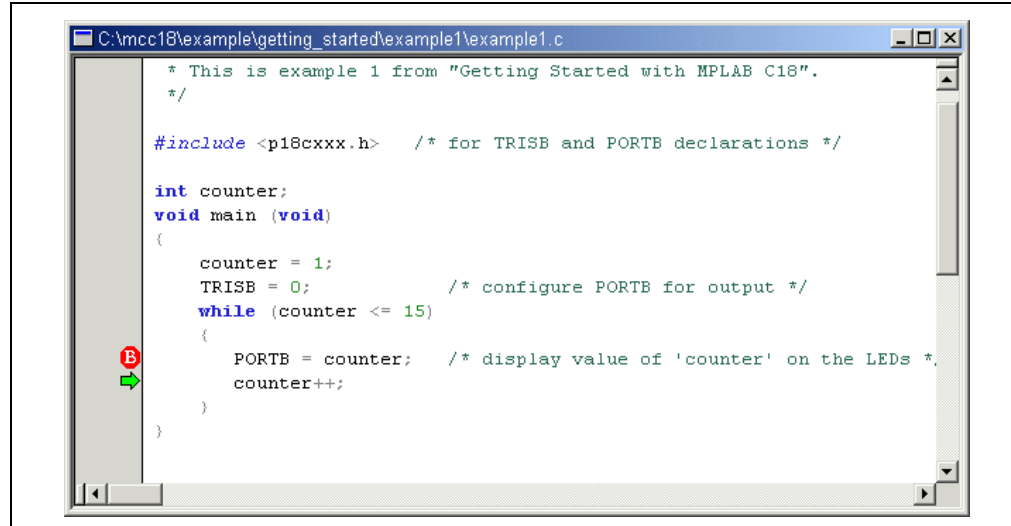 C:\mcc18\example\getting_started\example1\example1.c
* This is example 1 from "Getting Started with MPLAB C18".
*/
#include <p18cxxx.h>   /* for TRISB and PORTB declarations */
int counter;
void main (void)
{
counter = 1;
TRISB = 0;   /* configure PORTB for output */
while (counter <= 15)
{
B PORTB = counter;   /* display value of 'counter' on the LEDs *
counter++;
}
}